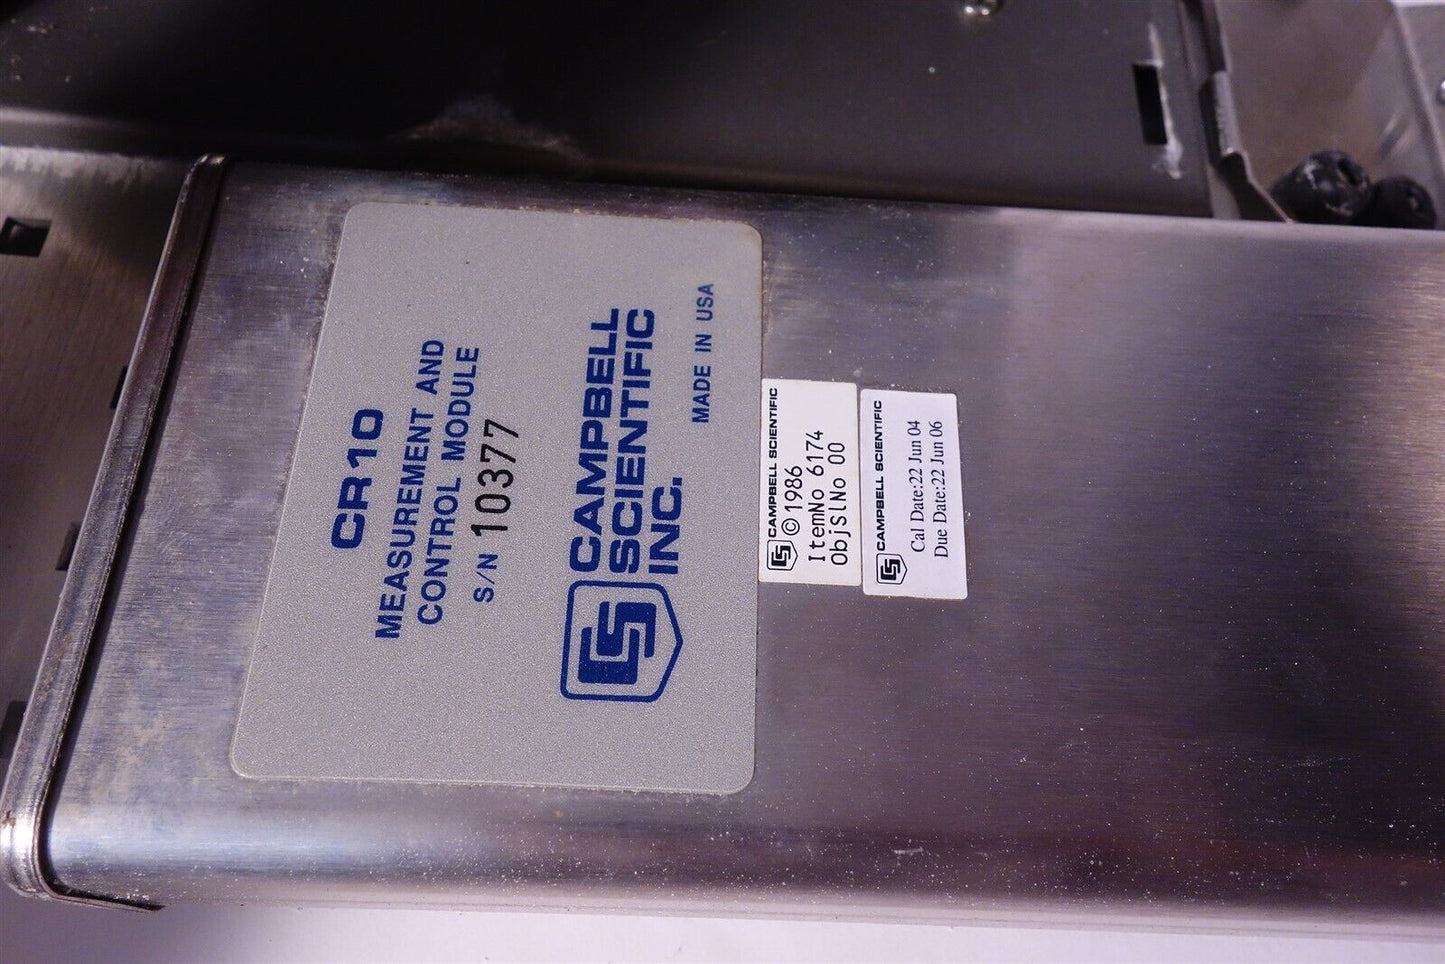 CR10
MEASUREMENT AND
CONTROL MODULE
S/N 10377
CAMPBELL
SCIENTIFIC
INC.
MADE IN USA
CAMPBELL SCIENTIFIC
© 1986
ItemNo 6174
ObjSlNo 00
CAMPBELL SCIENTIFIC
Cal Date:22 Jun 04
Due Date:22 Jun 06